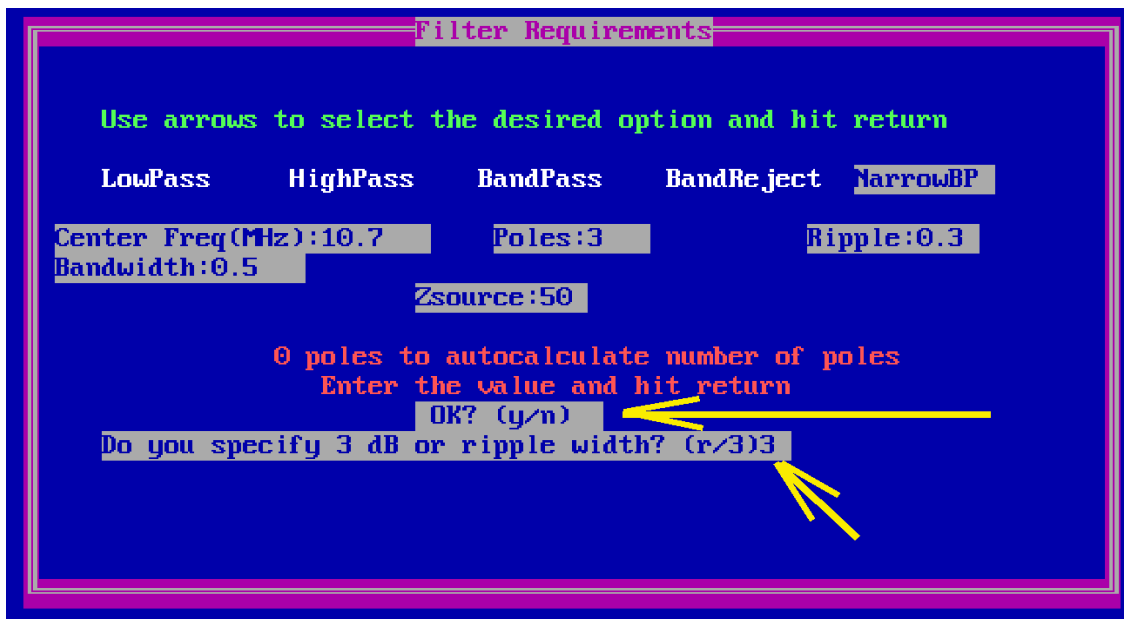 Filter Requirements
Use arrows to select the desired option and hit return
LowPass HighPass BandPass BandReject NarrowBP
Center Freq(MHz):10.7 Poles:3 Ripple:0.3
Bandwidth:0.5
Zsource:50
0 poles to autocalculate number of poles
Enter the value and hit return
OK? (y/n)
Do you specify 3 dB or ripple width? (r/3)3